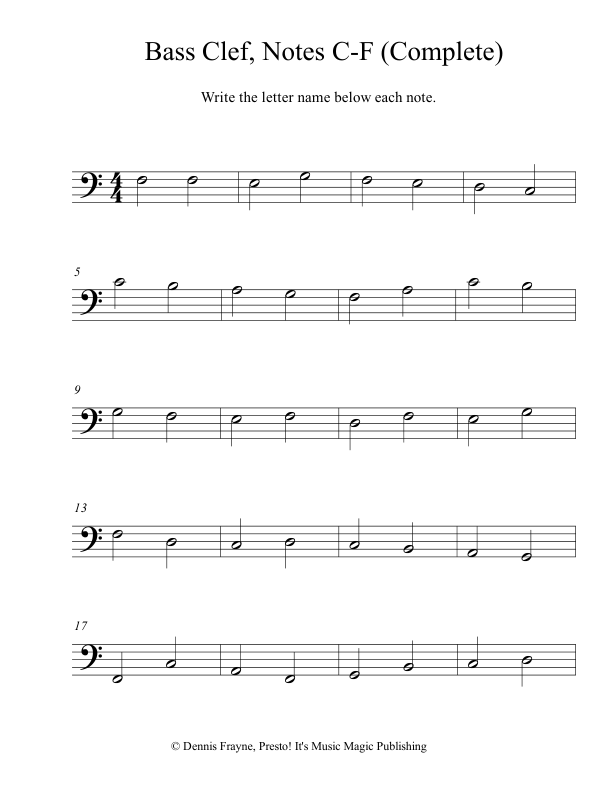 Bass Clef, Notes C-F (Complete)
Write the letter name below each note.
4
4
5
9
13
17
© Dennis Frayne, Presto! It's Music Magic Publishing